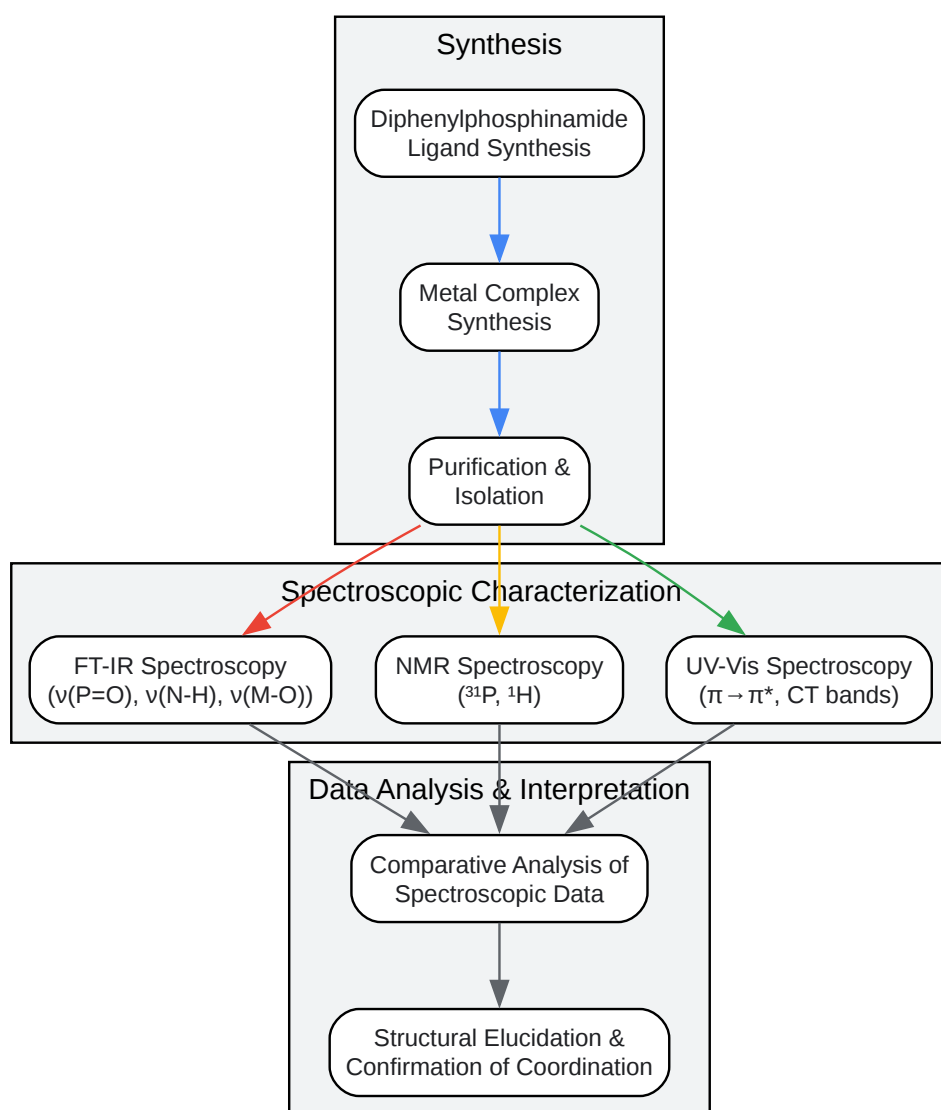 Synthesis
Diphenylphosphinamide
Ligand Synthesis
Metal Complex
Synthesis
Purification &
Isolation
Spectroscopic Characterization
FT-IR Spectroscopy
(ν(P=O), ν(N-H), ν(M-O))
NMR Spectroscopy
(³¹P, ¹H)
UV-Vis Spectroscopy
(π→π*, CT bands)
Data Analysis & Interpretation
Comparative Analysis of
Spectroscopic Data
Structural Elucidation &
Confirmation of Coordination